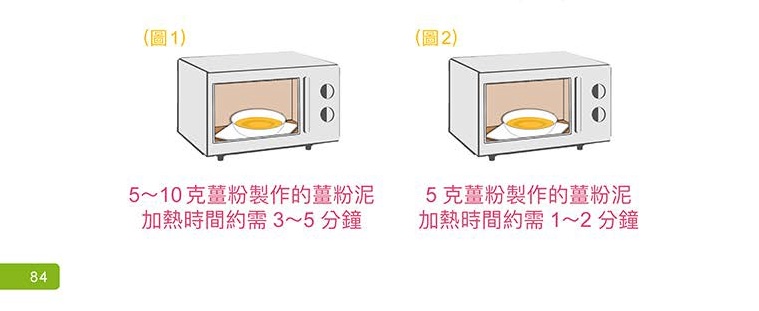 (圖1)
(圖2)
5～10克薑粉製作的薑粉泥
加熱時間約需 3～5 分鐘
5 克薑粉製作的薑粉泥
加熱時間約需 1～2 分鐘
84